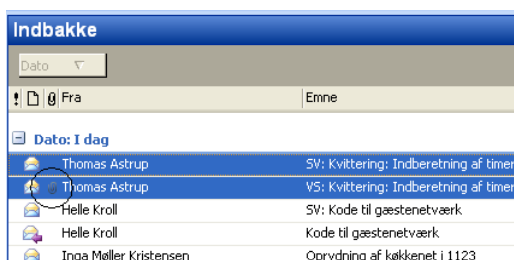 Indbakke
Dato
! Fra Emne
Dato: I dag
Thomas Astrup SV: Kvittering: Indberetning af timer
Thomas Astrup VS: Kvittering: Indberetning af timer
Helle Kroll SV: Kode til gæstenetværk
Helle Kroll Kode til gæstenetværk
Inga Møller Kristensen Oprydning af køkkenet i 1123